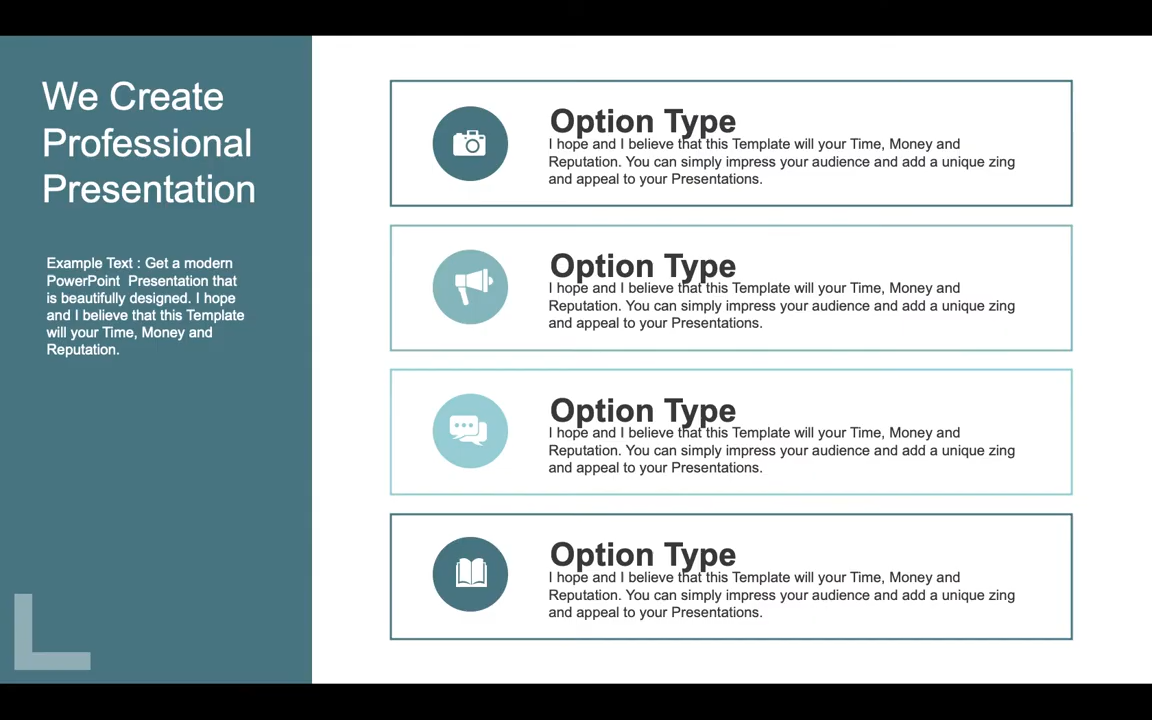 We Create
Professional
Presentation
Example Text : Get a modern
PowerPoint  Presentation that
is beautifully designed. I hope
and I believe that this Template
will your Time, Money and
Reputation.
Option Type
I hope and I believe that this Template will your Time, Money and
Reputation. You can simply impress your audience and add a unique zing
and appeal to your Presentations.
Option Type
I hope and I believe that this Template will your Time, Money and
Reputation. You can simply impress your audience and add a unique zing
and appeal to your Presentations.
Option Type
I hope and I believe that this Template will your Time, Money and
Reputation. You can simply impress your audience and add a unique zing
and appeal to your Presentations.
Option Type
I hope and I believe that this Template will your Time, Money and
Reputation. You can simply impress your audience and add a unique zing
and appeal to your Presentations.